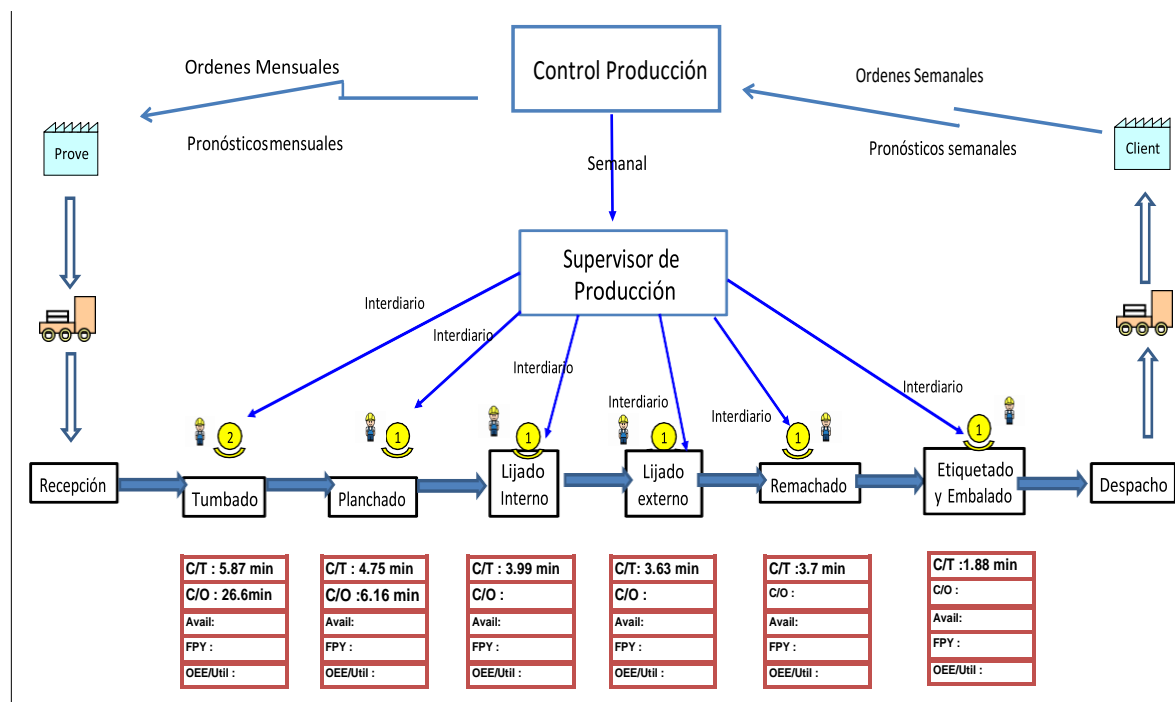 Control Producción
Ordenes Mensuales
Ordenes Semanales
Prove
Pronósticos mensuales
Semanal
Pronósticos semanales
Client
Supervisor de
Producción
Interdiario
Interdiario
Interdiario
Interdiario
Interdiario
Interdiario
2
1
1
1
1
1
Recepción
Tumbado
Planchado
Lijado
Interno
Lijado
externo
Remachado
Etiquetado
y Embalado
Despacho
C/T : 5.87 min
C/O : 26.6min
Avail:
FPY :
OEE/Util :
C/T : 4.75 min
C/O :6.16 min
Avail:
FPY :
OEE/Util :
C/T : 3.99 min
C/O :
Avail:
FPY :
OEE/Util :
C/T: 3.63 min
C/O :
Avail:
FPY :
OEE/Util :
C/T :3.7 min
C/O :
Avail:
FPY :
OEE/Util :
C/T :1.88 min
C/O :
Avail:
FPY :
OEE/Util :